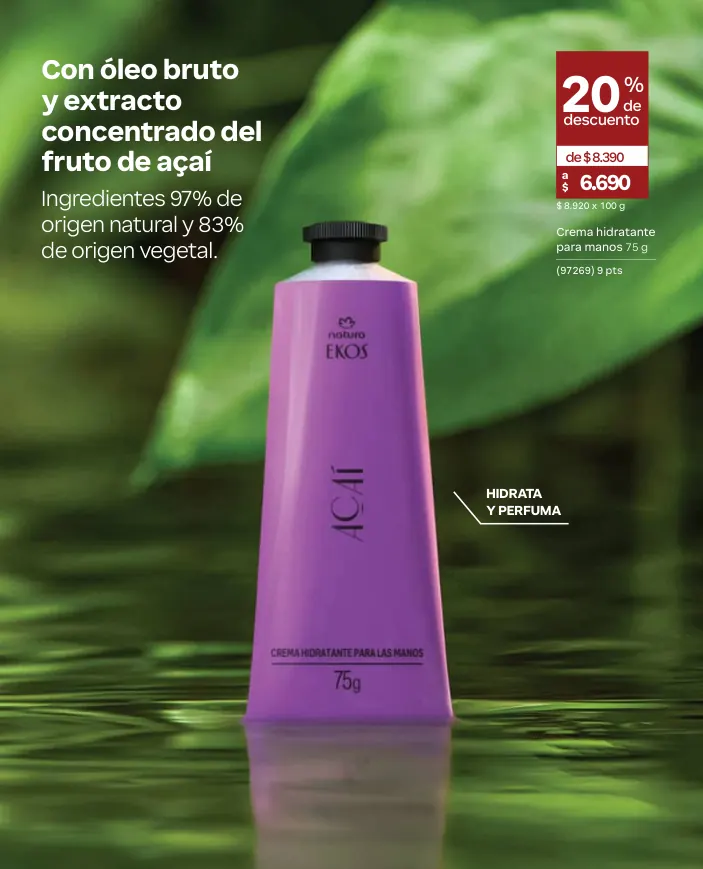 Con óleo bruto
y extracto
concentrado del
fruto de açaí
Ingredientes 97% de
origen natural y 83%
de origen vegetal.
20%
de
descuento
de $ 8.390
a $ 6.690
$ 8.920 x 100 g
Crema hidratante
para manos 75 g
(97269) 9 pts
natura
EKOS
AÇAÍ
HIDRATA
Y PERFUMA
CREMA HIDRATANTE PARA LAS MANOS
75g